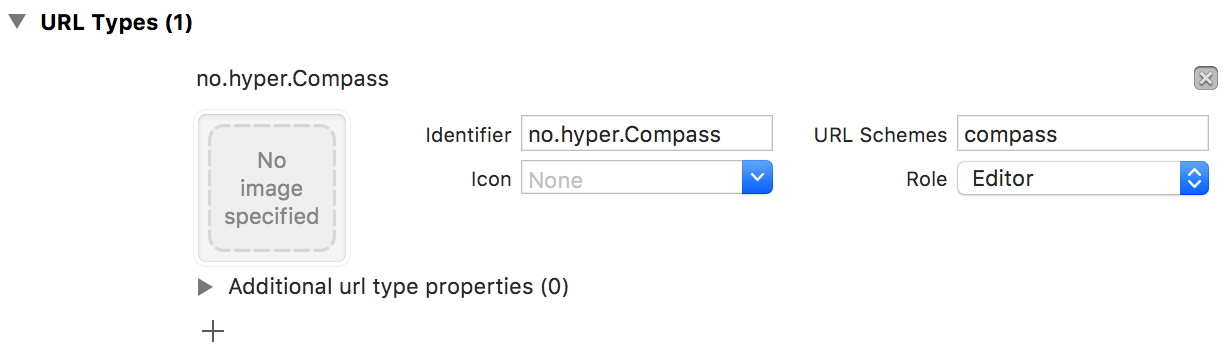 URL Types (1)
no.hyper.Compass
No
image
specified
Identifier no.hyper.Compass URL Schemes compass
Icon None Role Editor
Additional url type properties (0)